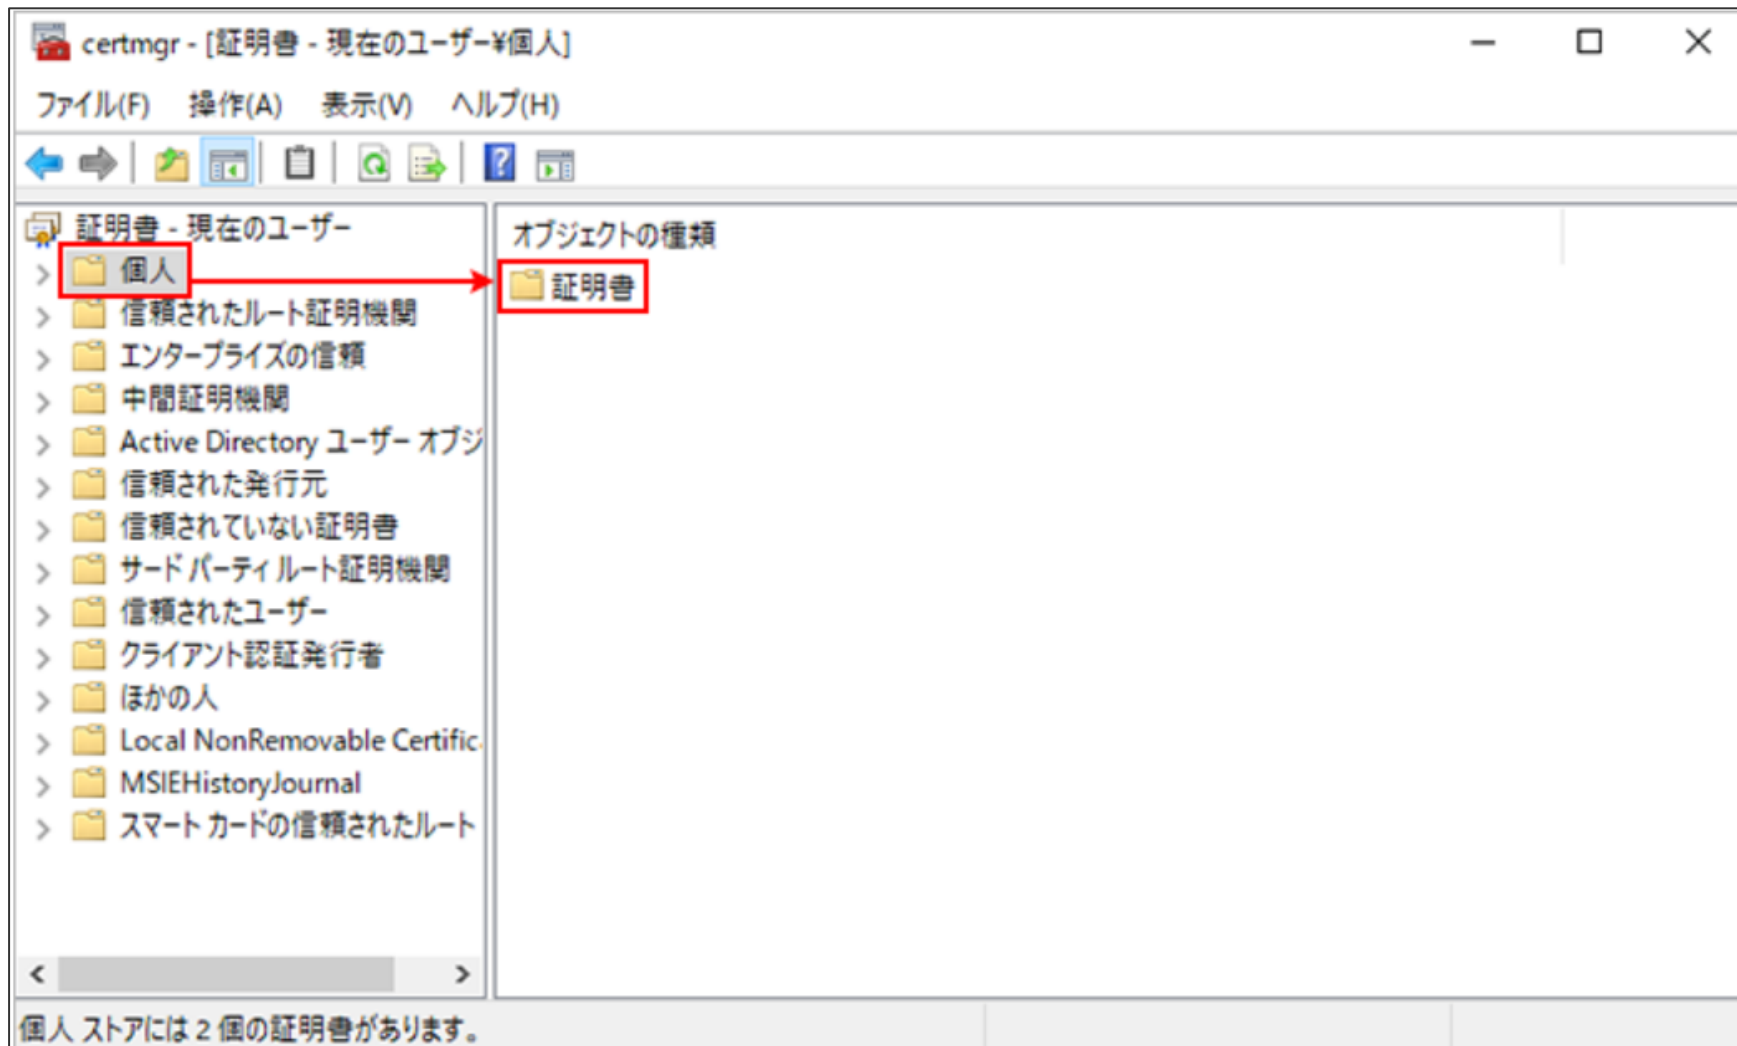 certmgr - [証明書 - 現在のユーザー¥個人]
ファイル(F) 操作(A) 表示(V) ヘルプ(H)
証明書 - 現在のユーザー
個人
信頼されたルート証明機関
エンタープライズの信頼
中間証明機関
Active Directory ユーザー オブジ
信頼された発行元
信頼されていない証明書
サード パーティ ルート証明機関
信頼されたユーザー
クライアント認証発行者
ほかの人
Local NonRemovable Certific
MSIEHistoryJournal
スマート カードの信頼されたルート
オブジェクトの種類
証明書
個人 ストアには 2 個の証明書があります。